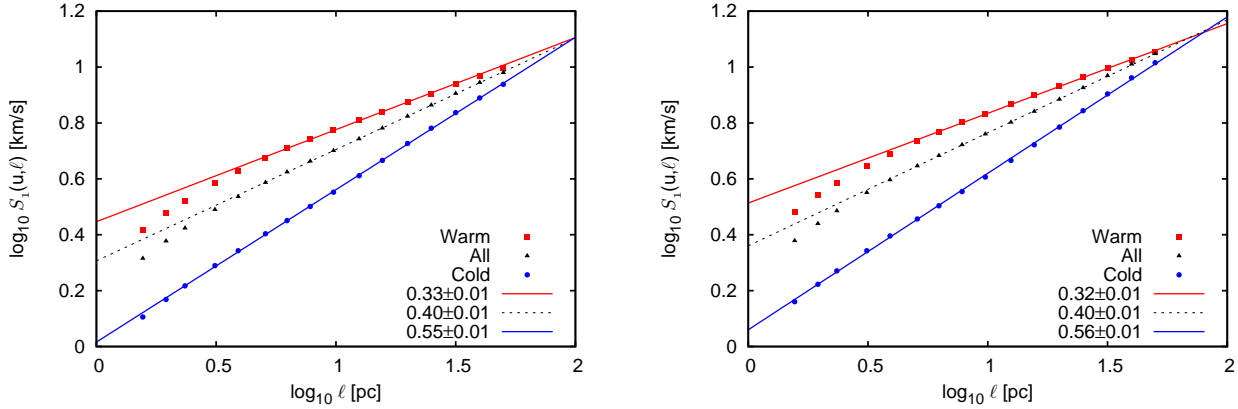 1.2
1
0.8
0.6
0.4
0.2
0
log₁₀ S₁(u,ℓ) [km/s]
Warm
All
Cold
0.33±0.01
0.40±0.01
0.55±0.01
0 0.5 1 1.5 2
log₁₀ ℓ [pc]
1.2
1
0.8
0.6
0.4
0.2
0
log₁₀ S₁(u,ℓ) [km/s]
Warm
All
Cold
0.32±0.01
0.40±0.01
0.56±0.01
0 0.5 1 1.5 2
log₁₀ ℓ [pc]